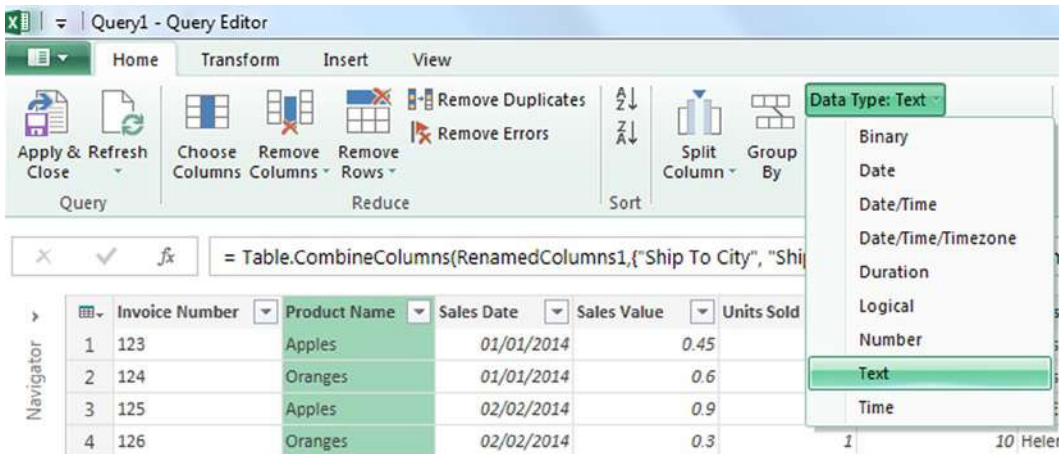 Query1 - Query Editor
Home Transform Insert View
Apply & Close
Refresh
Query
Choose Columns
Remove Columns
Remove Rows
Remove Duplicates
Remove Errors
Reduce
A Z
Z A
Sort
Split Column
Group By
Data Type: Text
Binary
Date
Date/Time
Date/Time/Timezone
Duration
Logical
Number
Text
Time
fx = Table.CombineColumns(RenamedColumns1,{"Ship To City", "Ship
Navigator
Invoice Number Product Name Sales Date Sales Value Units Sold
1 123 Apples 01/01/2014 0.45
2 124 Oranges 01/01/2014 0.6
3 125 Apples 02/02/2014 0.9
4 126 Oranges 02/02/2014 0.3 1 10 Heler